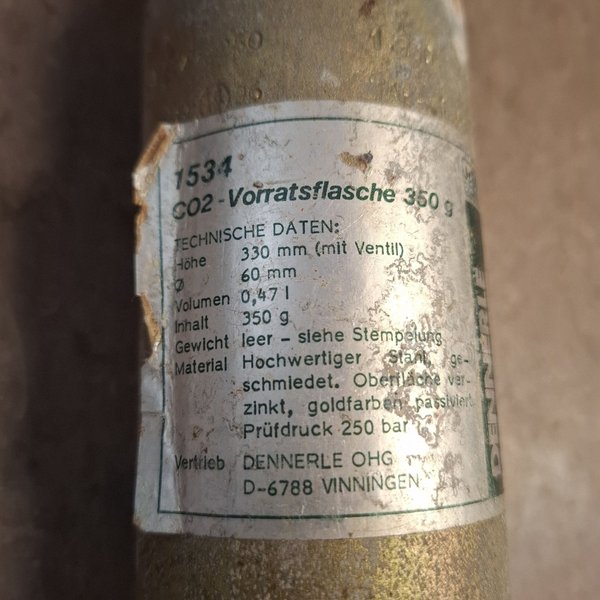 1534
CO2-Vorratsflasche 350 g
TECHNISCHE DATEN:
Höhe 330 mm (mit Ventil)
Ø 60 mm
Volumen 0,47 l
Inhalt 350 g
Gewicht leer – siehe Stempelung
Material Hochwertiger Stahl, ge-
schmiedet. Oberfläche ver-
zinkt, goldfarben passiviert
Prüfdruck 250 bar
Vertrieb DENNERLE OHG
D-6788 VINNINGEN
DENNERLE